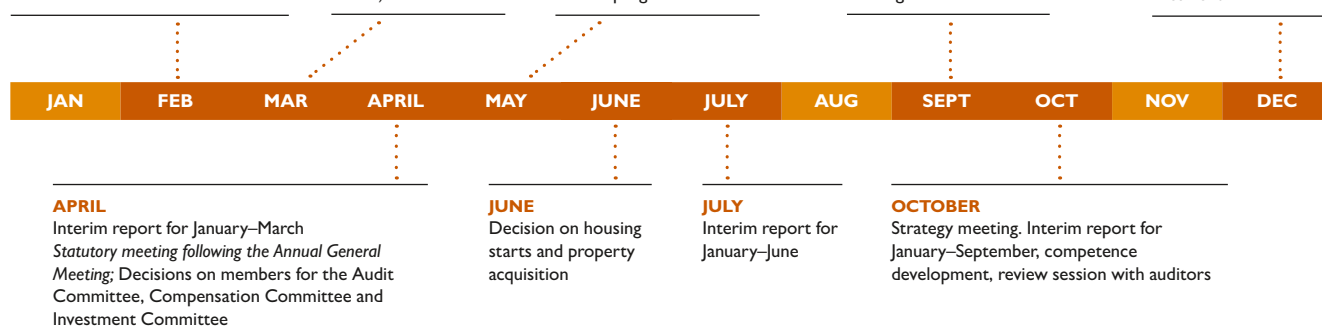 JAN FEB MAR APRIL MAY JUNE JULY AUG SEPT OCT NOV DEC
APRIL
Interim report for January–March
Statutory meeting following the Annual General
Meeting; Decisions on members for the Audit
Committee, Compensation Committee and
Investment Committee
JUNE
Decision on housing
starts and property
acquisition
JULY
Interim report for
January–June
OCTOBER
Strategy meeting. Interim report for
January–September, competence
development, review session with auditors